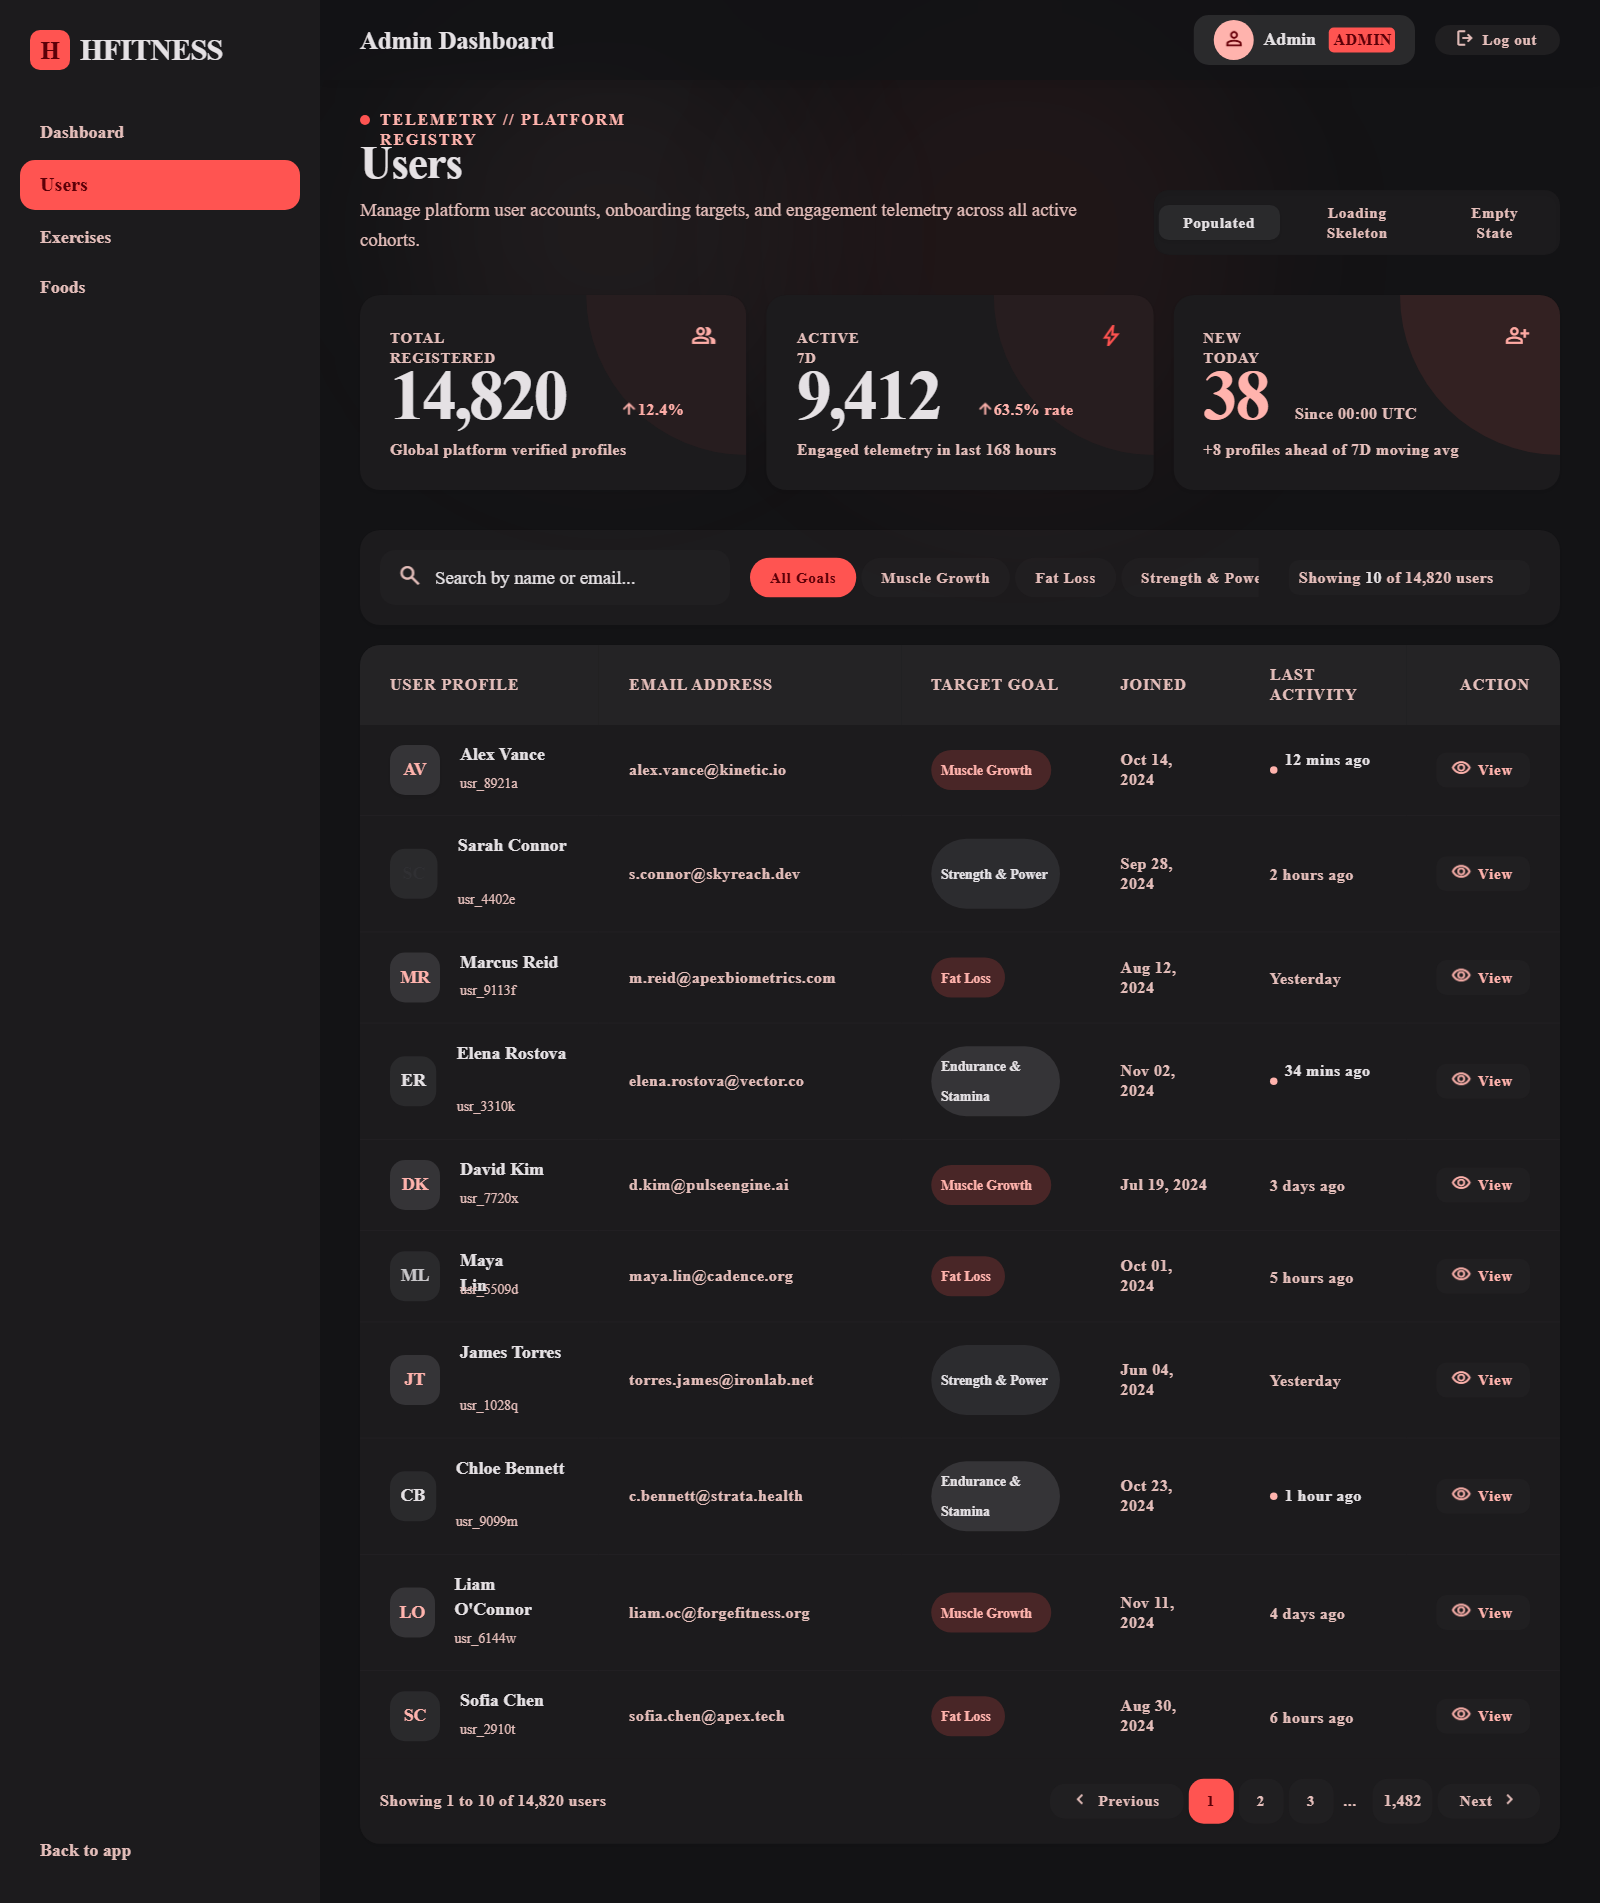 H HFITNESS
Dashboard
Users
Exercises
Foods
Back to app
Admin Dashboard
Admin ADMIN
Log out
TELEMETRY // PLATFORM
REGISTRY
Users
Manage platform user accounts, onboarding targets, and engagement telemetry across all active
cohorts.
Populated
Loading
Skeleton
Empty
State
TOTAL
REGISTERED
14,820
12.4%
Global platform verified profiles
ACTIVE
7D
9,412
63.5% rate
Engaged telemetry in last 168 hours
NEW
TODAY
38
Since 00:00 UTC
+8 profiles ahead of 7D moving avg
Search by name or email...
All Goals
Muscle Growth
Fat Loss
Strength & Powe
Showing 10 of 14,820 users
USER PROFILE
EMAIL ADDRESS
TARGET GOAL
JOINED
LAST
ACTIVITY
ACTION
AV
Alex Vance
usr_8921a
alex.vance@kinetic.io
Muscle Growth
Oct 14,
2024
12 mins ago
View
SC
Sarah Connor
usr_4402e
s.connor@skyreach.dev
Strength & Power
Sep 28,
2024
2 hours ago
View
MR
Marcus Reid
usr_9113f
m.reid@apexbiometrics.com
Fat Loss
Aug 12,
2024
Yesterday
View
ER
Elena Rostova
usr_3310k
elena.rostova@vector.co
Endurance &
Stamina
Nov 02,
2024
34 mins ago
View
DK
David Kim
usr_7720x
d.kim@pulseengine.ai
Muscle Growth
Jul 19, 2024
3 days ago
View
ML
Maya
Lin
usr_5509d
maya.lin@cadence.org
Fat Loss
Oct 01,
2024
5 hours ago
View
JT
James Torres
usr_1028q
torres.james@ironlab.net
Strength & Power
Jun 04,
2024
Yesterday
View
CB
Chloe Bennett
usr_9099m
c.bennett@strata.health
Endurance &
Stamina
Oct 23,
2024
1 hour ago
View
LO
Liam
O'Connor
usr_6144w
liam.oc@forgefitness.org
Muscle Growth
Nov 11,
2024
4 days ago
View
SC
Sofia Chen
usr_2910t
sofia.chen@apex.tech
Fat Loss
Aug 30,
2024
6 hours ago
View
Showing 1 to 10 of 14,820 users
Previous
1
2
3
...
1,482
Next